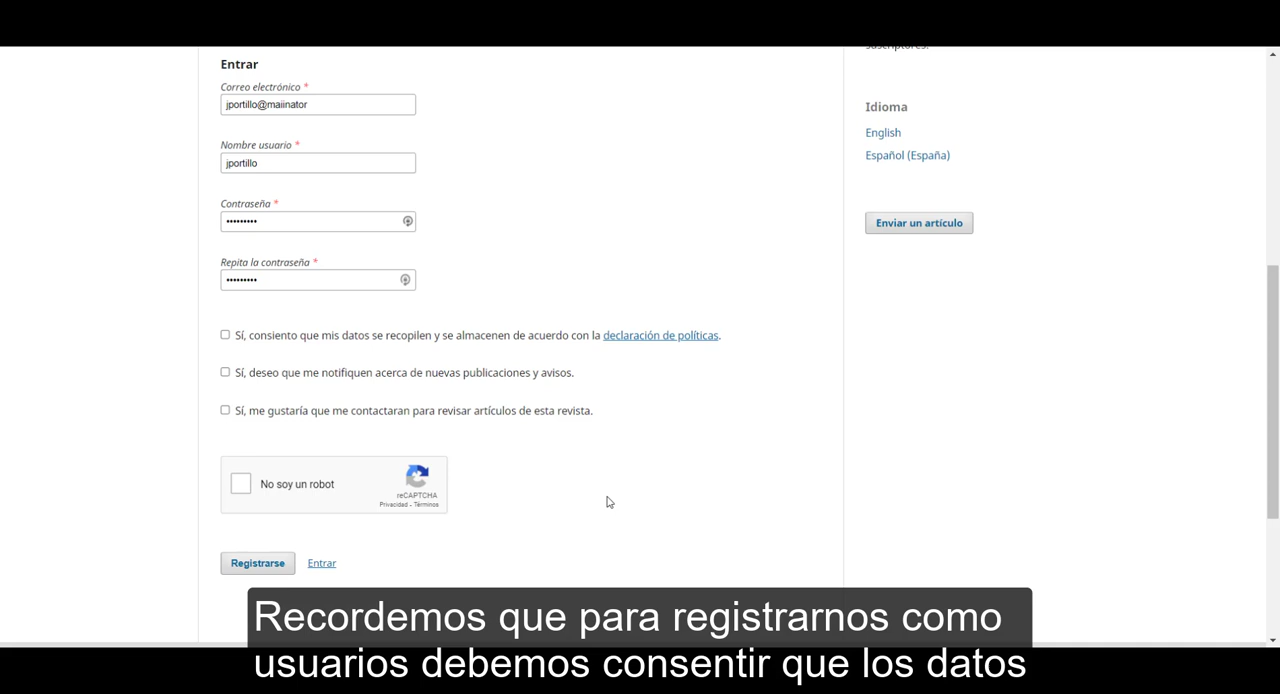 suscriptores.
Entrar
Correo electrónico *
jportillo@maiinator
Nombre usuario *
jportillo
Contraseña *
•••••••••
Repita la contraseña *
•••••••••
Sí, consiento que mis datos se recopilen y se almacenen de acuerdo con la declaración de políticas.
Sí, deseo que me notifiquen acerca de nuevas publicaciones y avisos.
Sí, me gustaría que me contactaran para revisar artículos de esta revista.
No soy un robot
reCAPTCHA
Privacidad - Términos
Registrarse Entrar
Idioma
English
Español (España)
Enviar un artículo
Recordemos que para registrarnos como
usuarios debemos consentir que los datos